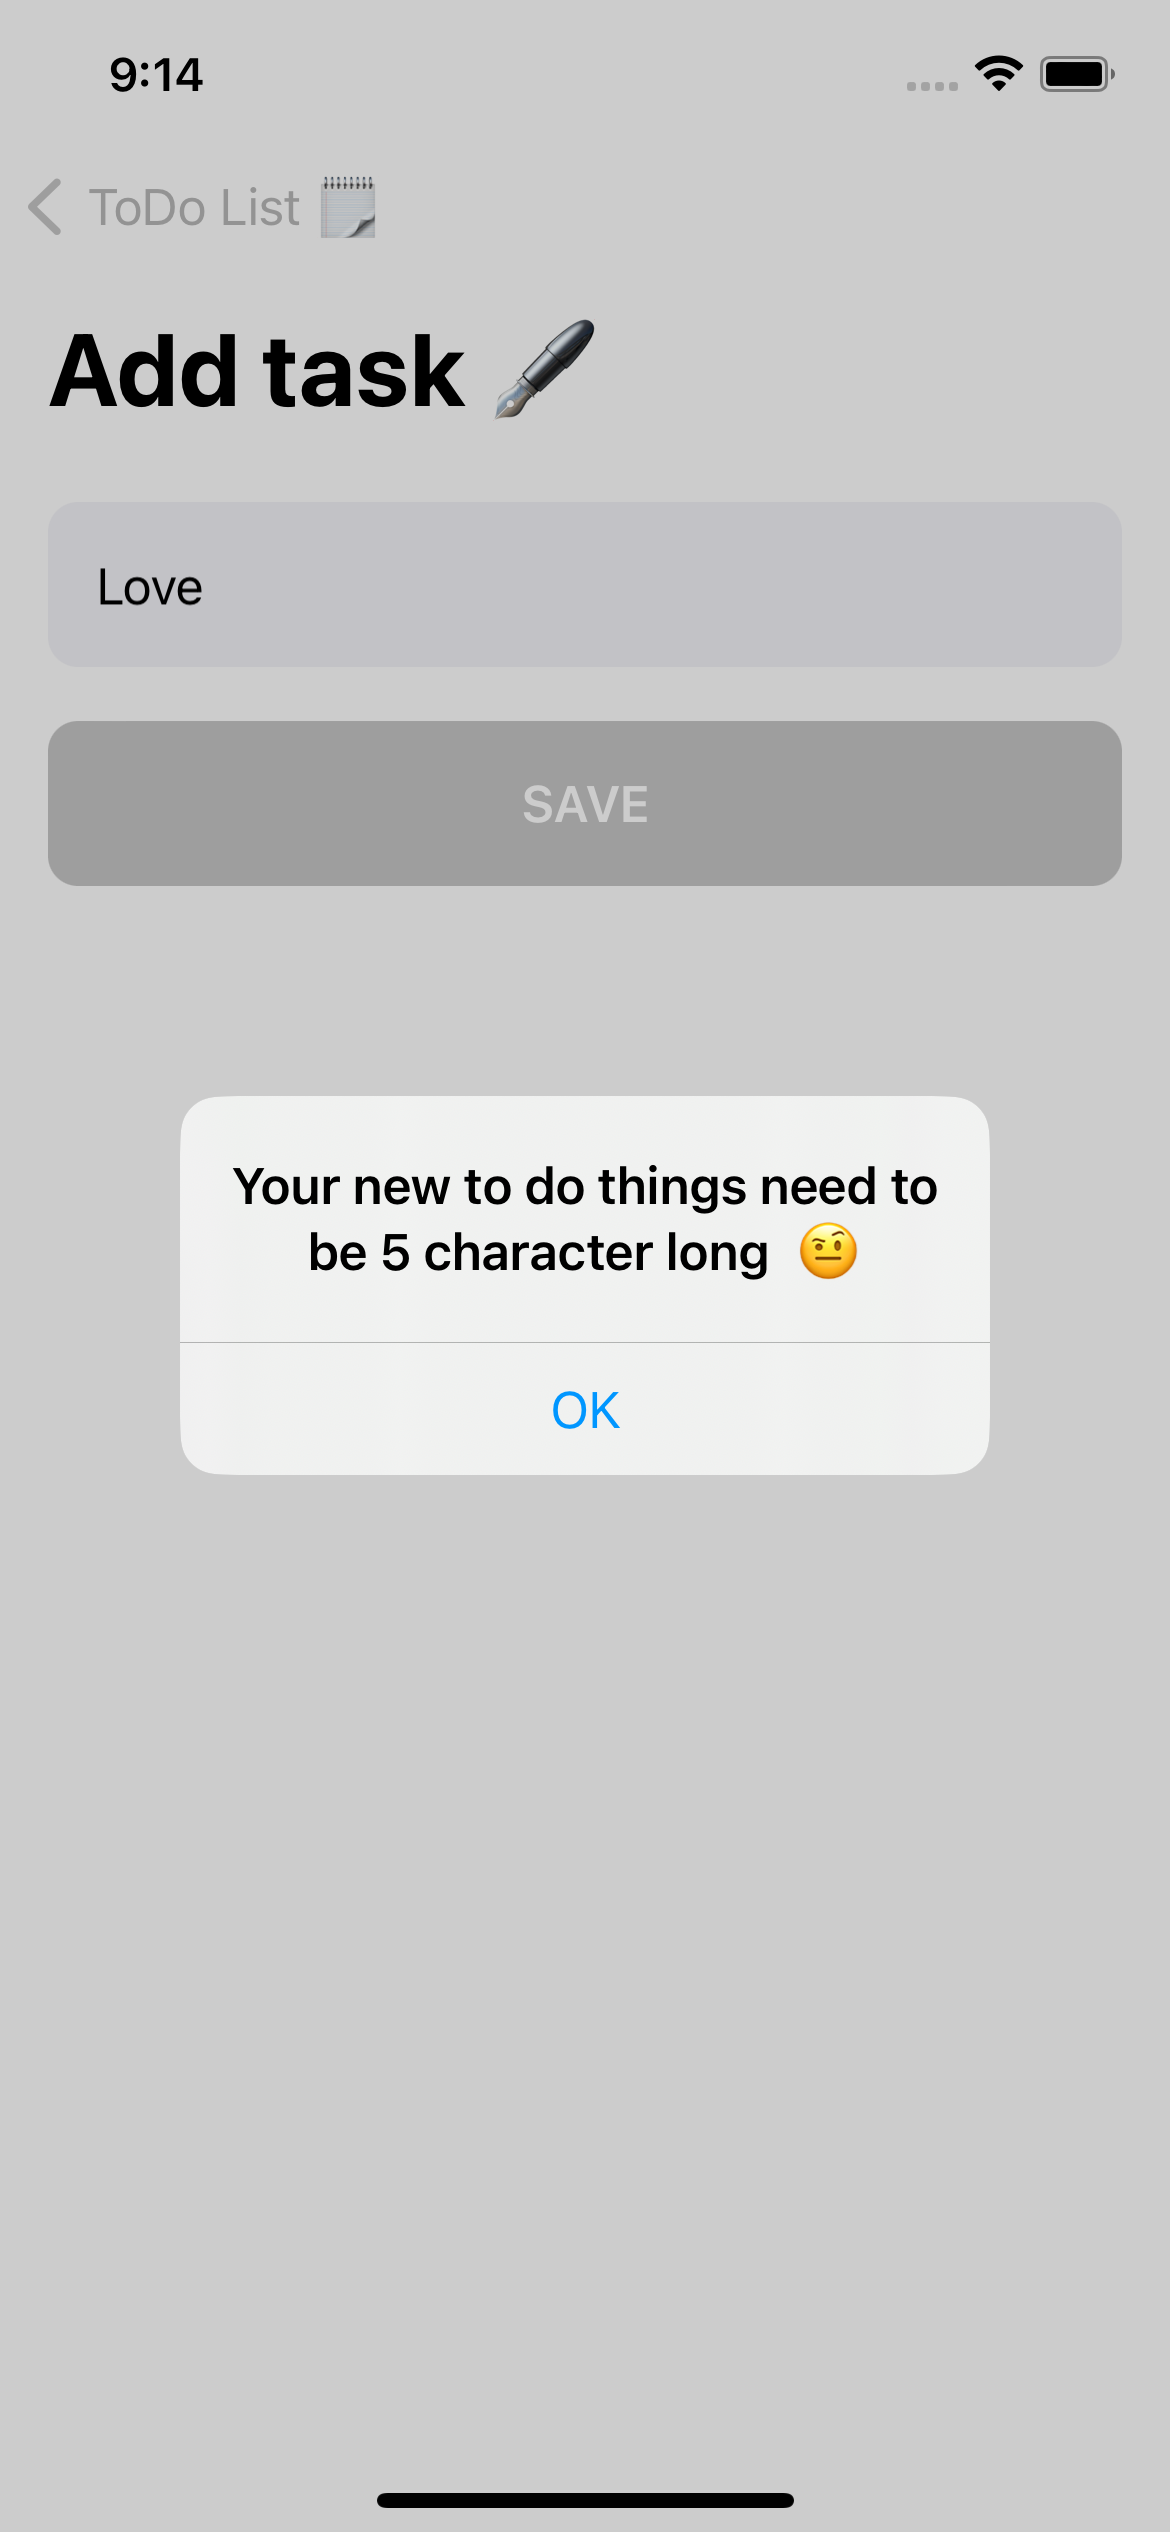 9:14
ToDo List 🗒️
Add task 🖋️
Love
SAVE
Your new to do things need to
be 5 character long 🤨
OK